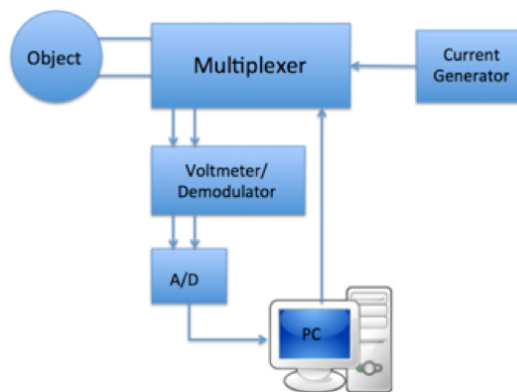 Object
Multiplexer
Current
Generator
Voltmeter/
Demodulator
A/D
PC